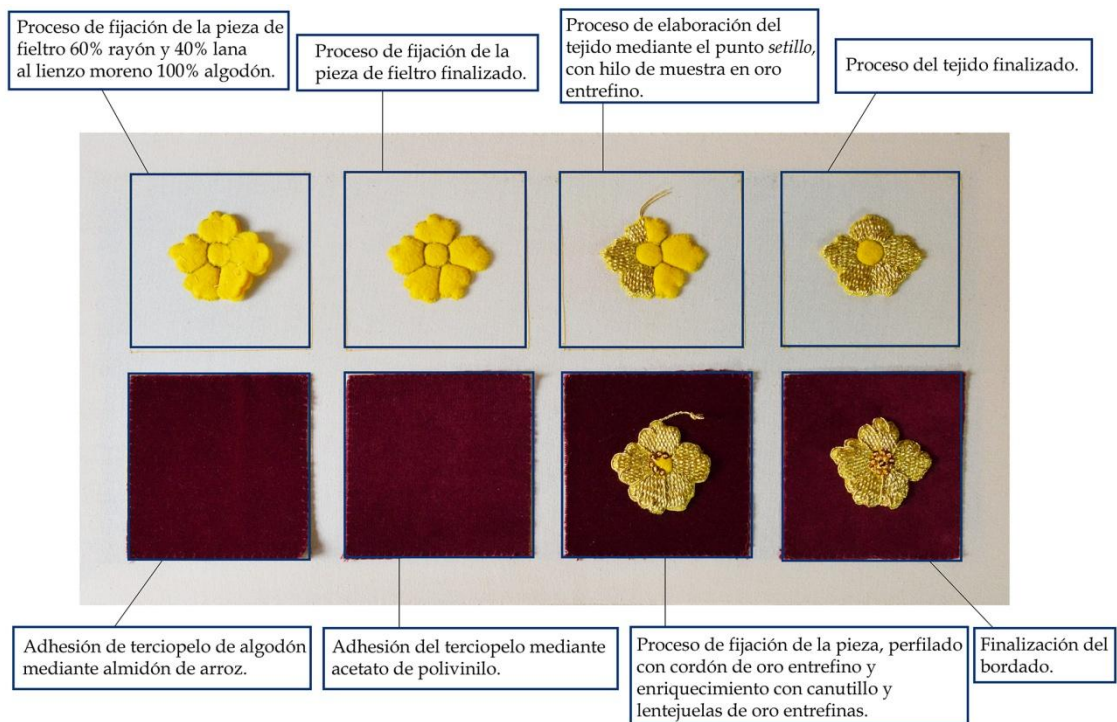 Proceso de fijación de la pieza de
fieltro 60% rayón y 40% lana
al lienzo moreno 100% algodón.
Proceso de fijación de la
pieza de fieltro finalizado.
Proceso de elaboración del
tejido mediante el punto setillo,
con hilo de muestra en oro
entrefino.
Proceso del tejido finalizado.
Adhesión de terciopelo de algodón
mediante almidón de arroz.
Adhesión del terciopelo mediante
acetato de polivinilo.
Proceso de fijación de la pieza, perfilado
con cordón de oro entrefino y
enriquecimiento con canutillo y
lentejuelas de oro entrefinas.
Finalización del
bordado.